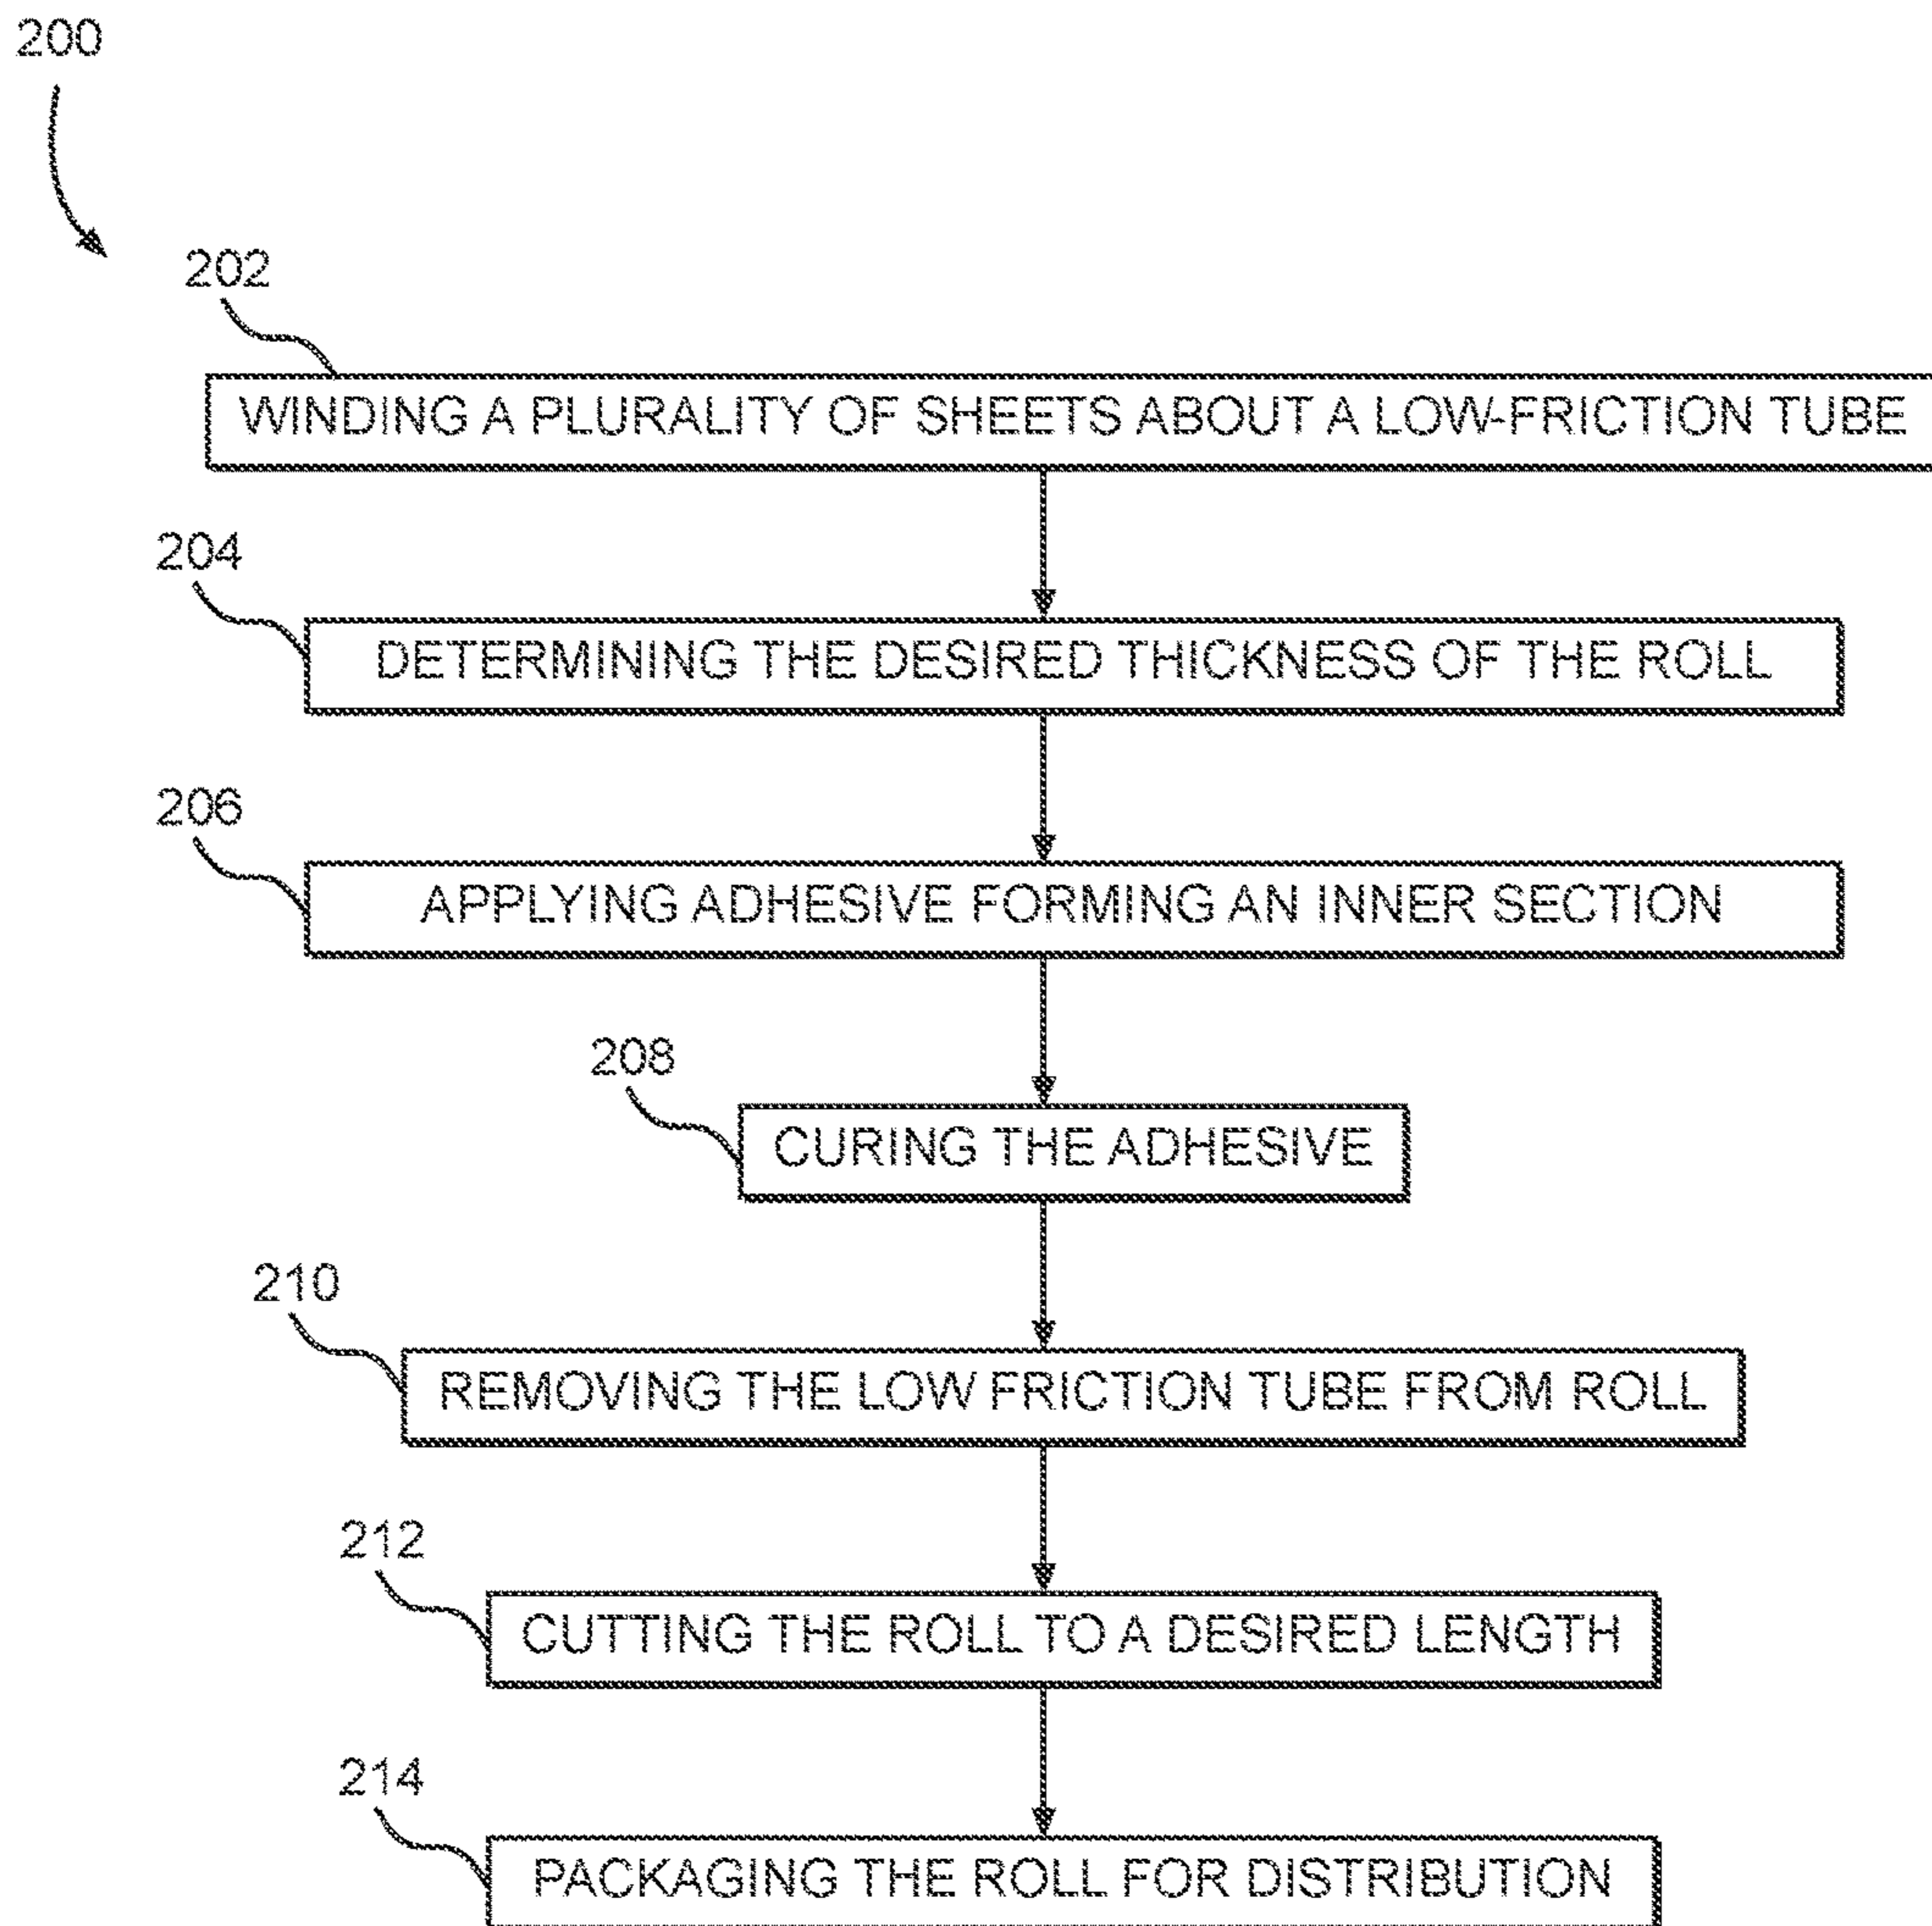 200
202
WINDING A PLURALITY OF SHEETS ABOUT A LOW-FRICTION TUBE
204
DETERMINING THE DESIRED THICKNESS OF THE ROLL
206
APPLYING ADHESIVE FORMING AN INNER SECTION
208
CURING THE ADHESIVE
210
REMOVING THE LOW FRICTION TUBE FROM ROLL
212
CUTTING THE ROLL TO A DESIRED LENGTH
214
PACKAGING THE ROLL FOR DISTRIBUTION